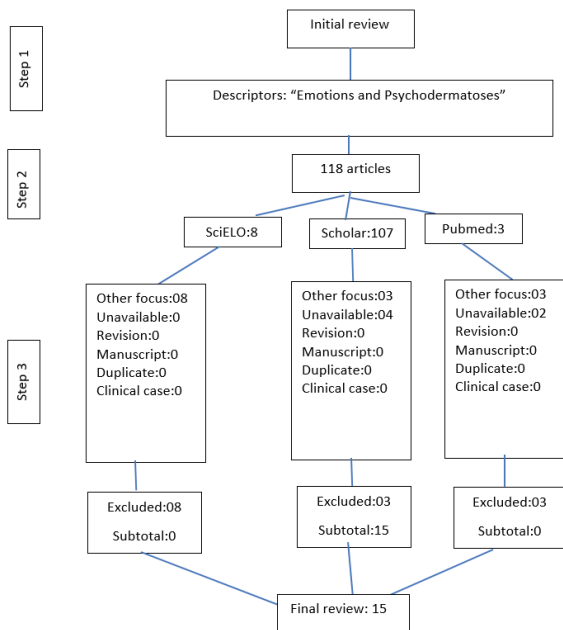 Step 1
Initial review
Descriptors: “Emotions and Psychodermatoses”
Step 2
118 articles
SciELO:8
Scholar:107
Pubmed:3
Step 3
Other focus:08
Unavailable:0
Revision:0
Manuscript:0
Duplicate:0
Clinical case:0
Other focus:03
Unavailable:04
Revision:0
Manuscript:0
Duplicate:0
Clinical case:0
Other focus:03
Unavailable:02
Revision:0
Manuscript:0
Duplicate:0
Clinical case:0
Excluded:08
Subtotal:0
Excluded:03
Subtotal:15
Excluded:03
Subtotal:0
Final review: 15